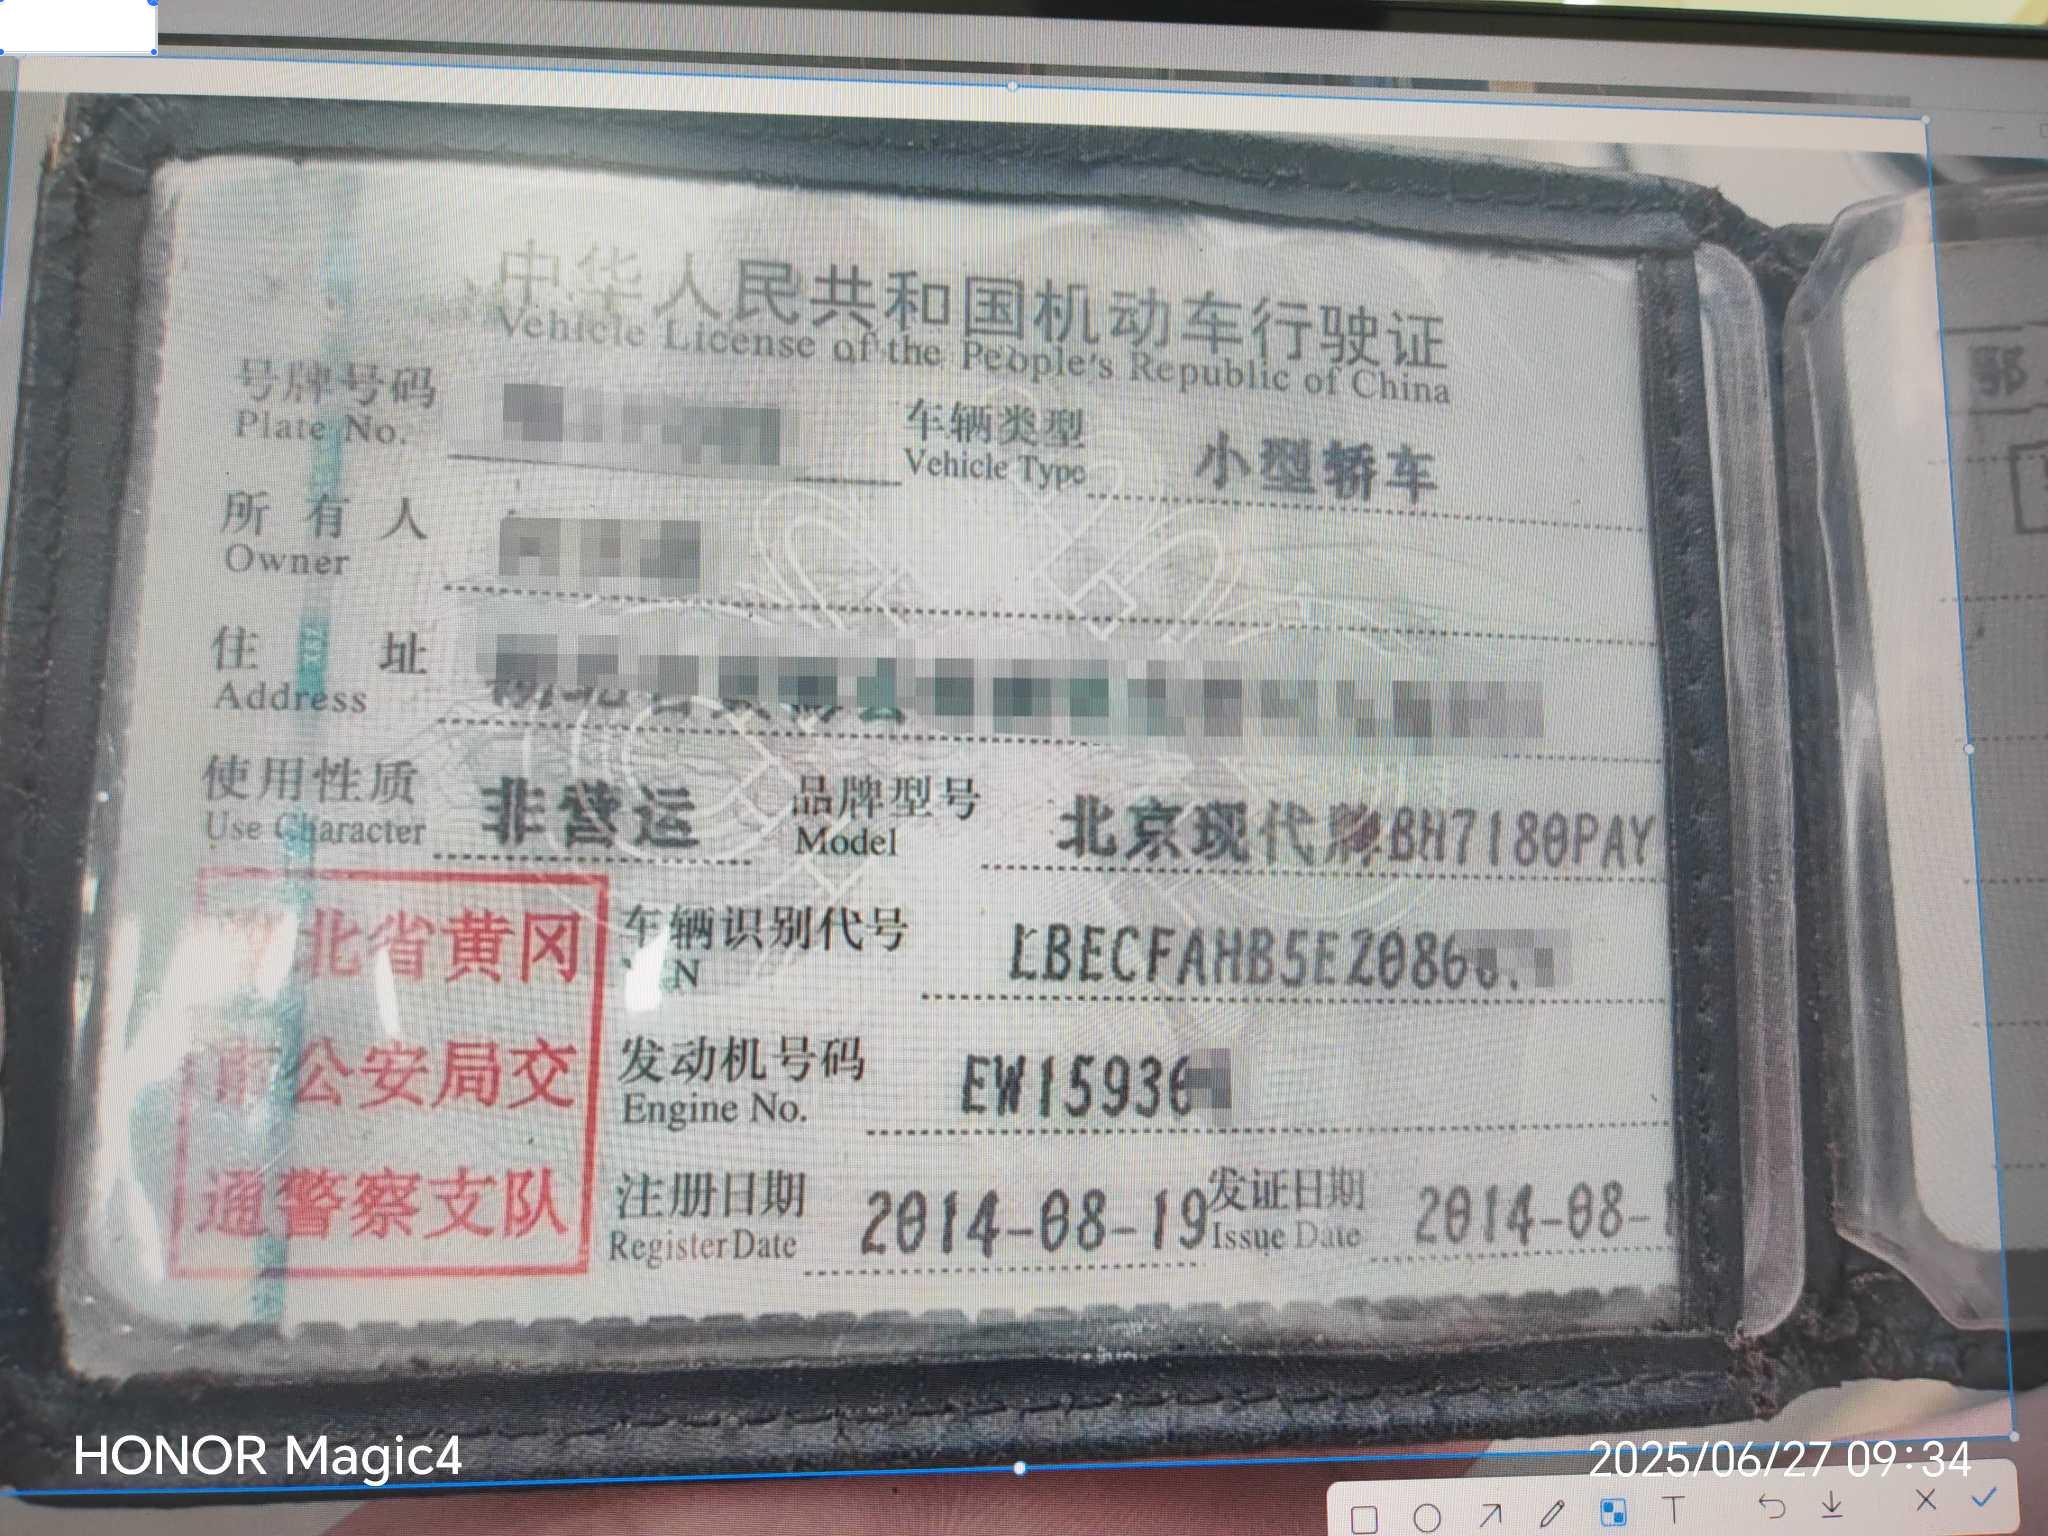 中华人民共和国机动车行驶证
Vehicle License of the People's Republic of China
号牌号码
Plate No.
车辆类型 小型轿车
Vehicle Type
所有人
Owner
住址
Address
使用性质 非营运 品牌型号 北京现代牌BH7180PAY
Use Character Model
北省黄冈
市公安局交
通警察支队
车辆识别代号 LBECFAHB5EZ086
发动机号码 EW15936
Engine No.
注册日期 2014-08-19 发证日期 2014-08-
Register Date Issue Date
鄂
HONOR Magic4
2025/06/27 09:34